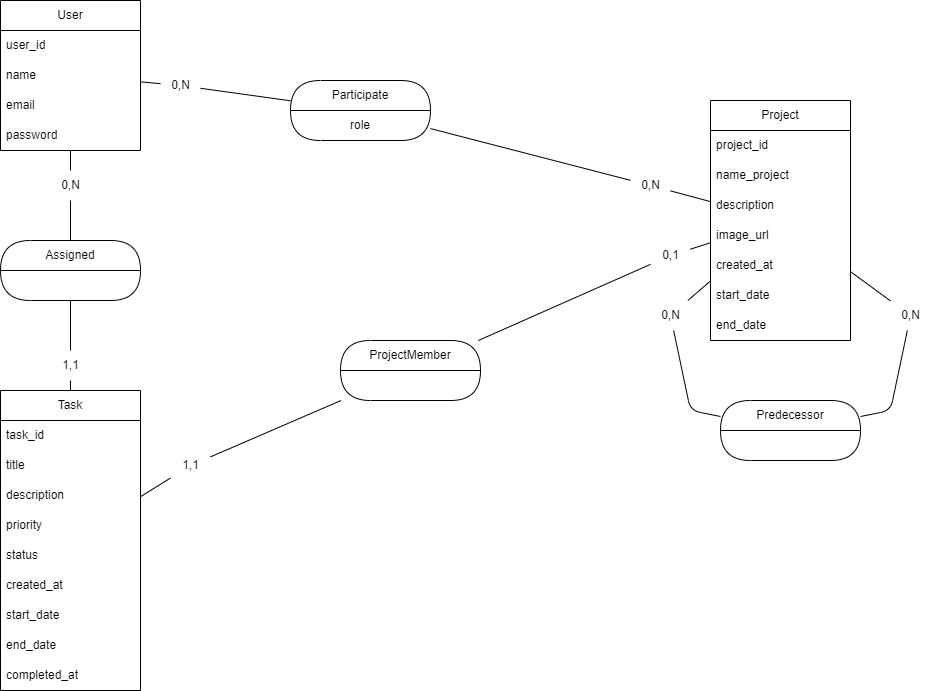 User
user_id
name
email
password
0,N
Participate
role
0,N
Project
project_id
name_project
description
image_url
created_at
start_date
end_date
0,N
Assigned
1,1
0,1
ProjectMember
1,1
0,N
0,N
Predecessor
Task
task_id
title
description
priority
status
created_at
start_date
end_date
completed_at